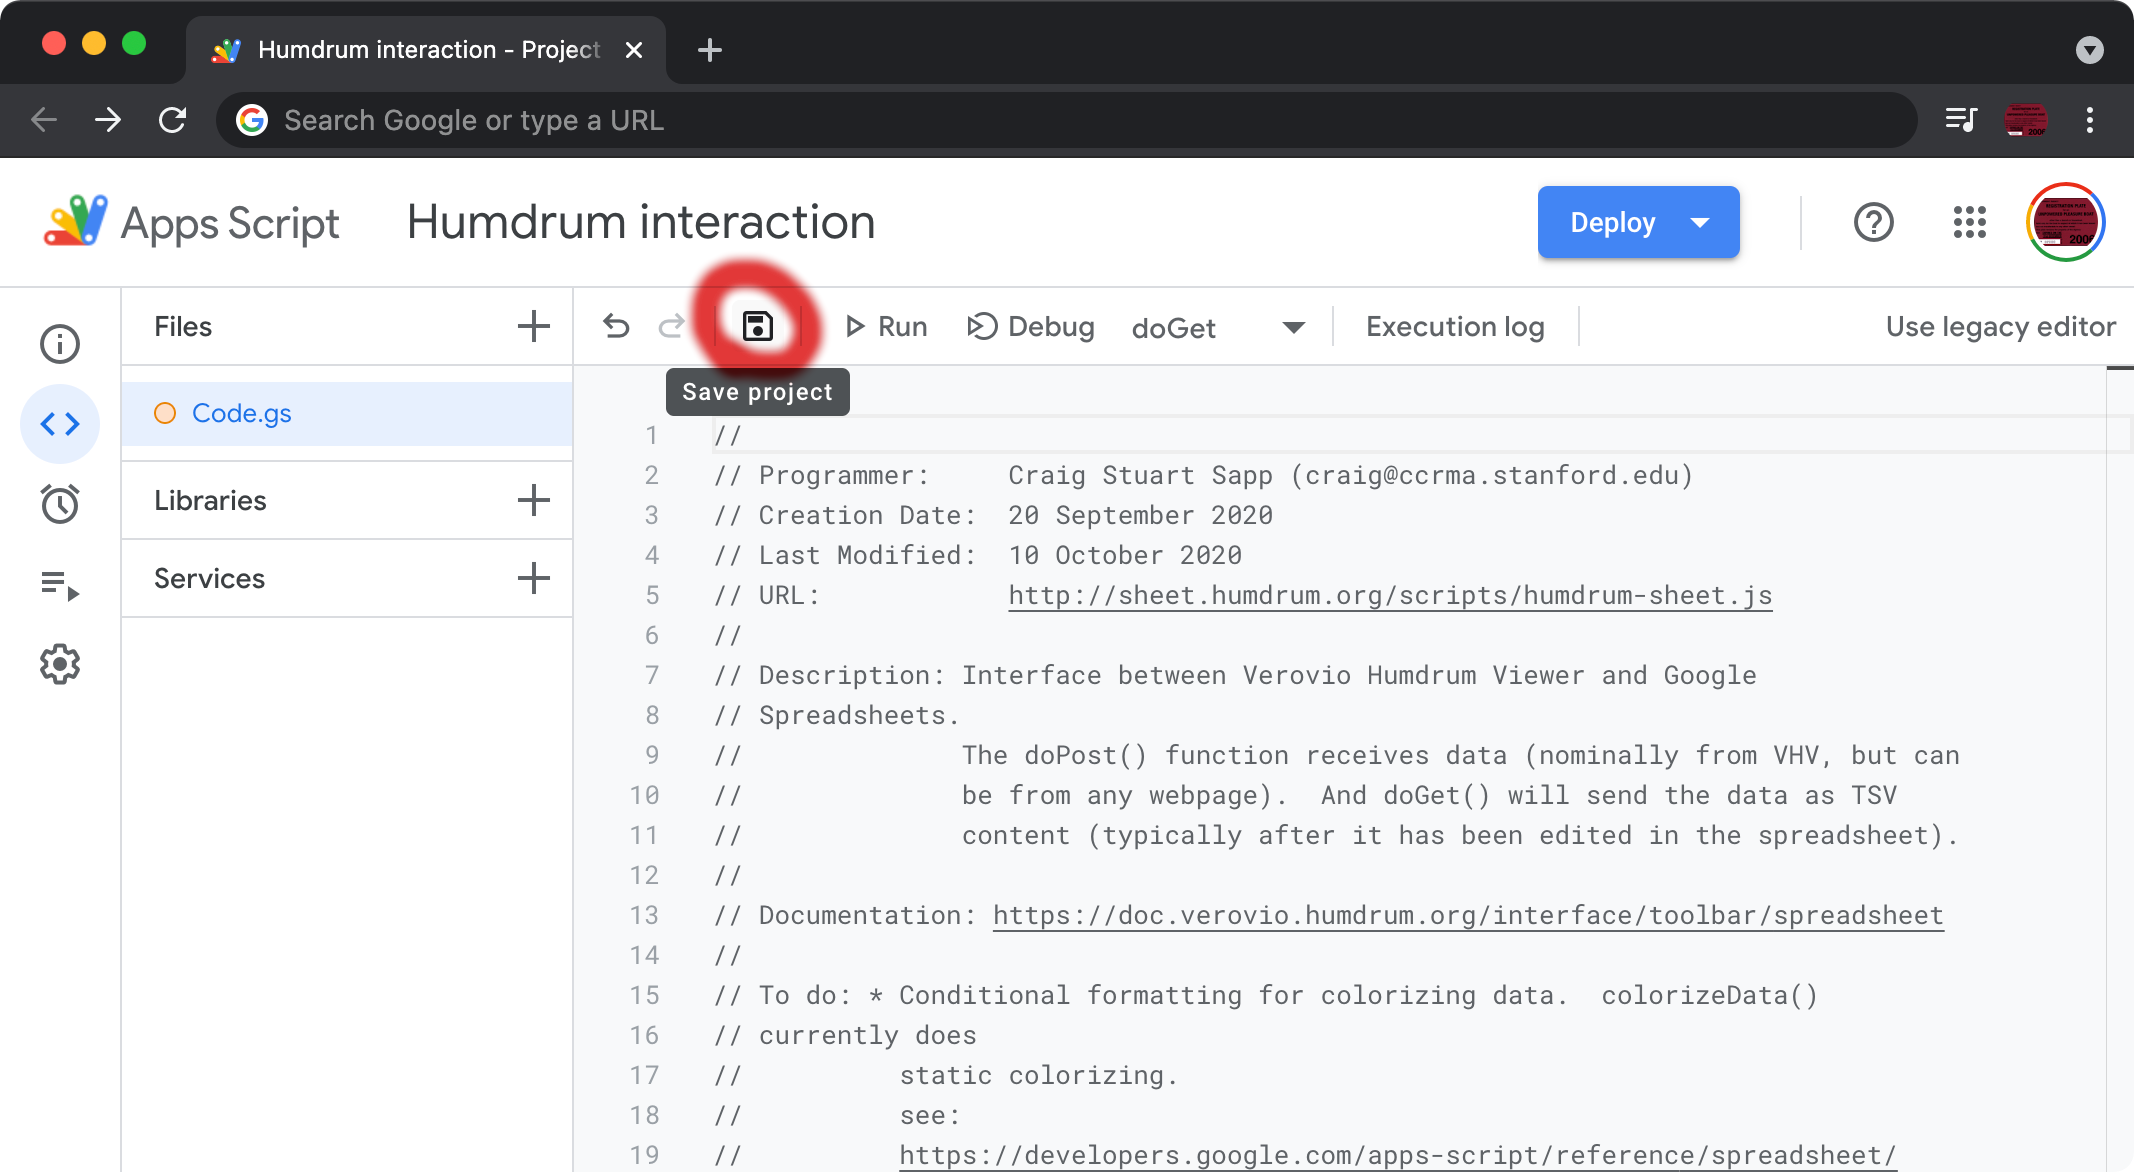 Humdrum interaction - Project
Search Google or type a URL
Apps Script
Humdrum interaction
Deploy
Files
Run
Debug
doGet
Execution log
Use legacy editor
Save project
Code.gs
Libraries
Services
1 //
2 // Programmer: Craig Stuart Sapp (craig@ccrma.stanford.edu)
3 // Creation Date: 20 September 2020
4 // Last Modified: 10 October 2020
5 // URL: http://sheet.humdrum.org/scripts/humdrum-sheet.js
6 //
7 // Description: Interface between Verovio Humdrum Viewer and Google
8 // Spreadsheets.
9 // The doPost() function receives data (nominally from VHV, but can
10 // be from any webpage). And doGet() will send the data as TSV
11 // content (typically after it has been edited in the spreadsheet).
12 //
13 // Documentation: https://doc.verovio.humdrum.org/interface/toolbar/spreadsheet
14 //
15 // To do: * Conditional formatting for colorizing data. colorizeData()
16 // currently does
17 // static colorizing.
18 // see:
19 // https://developers.google.com/apps-script/reference/spreadsheet/